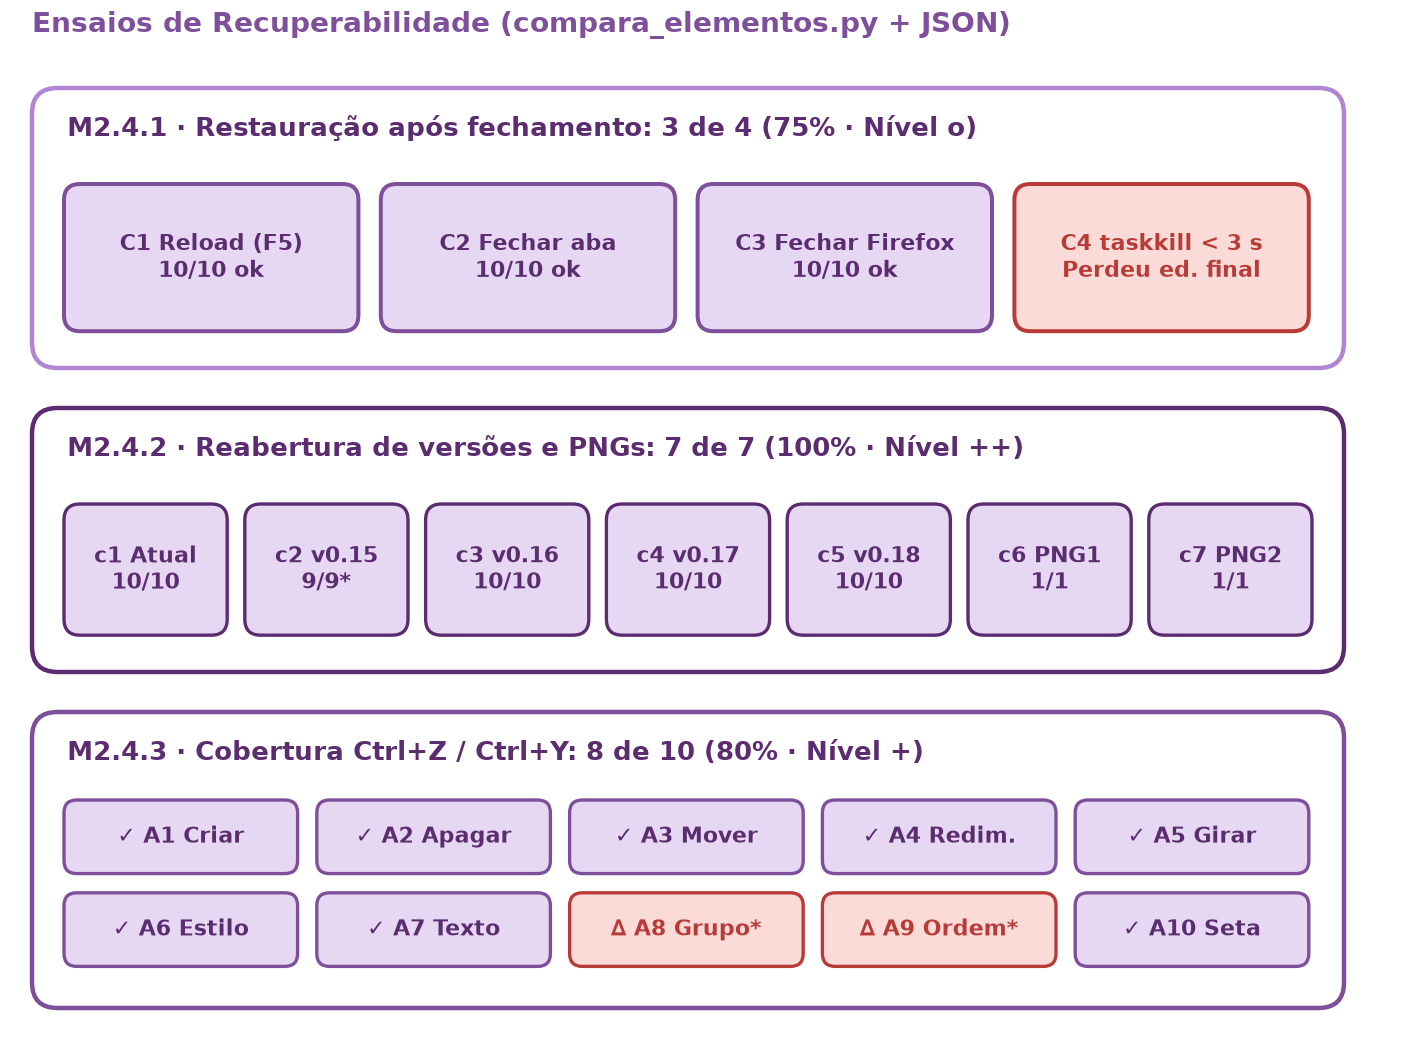 Ensaios de Recuperabilidade (compara_elementos.py + JSON)
M2.4.1 · Restauração após fechamento: 3 de 4 (75% · Nível o)
C1 Reload (F5)
10/10 ok
C2 Fechar aba
10/10 ok
C3 Fechar Firefox
10/10 ok
C4 taskkill < 3 s
Perdeu ed. final
M2.4.2 · Reabertura de versões e PNGs: 7 de 7 (100% · Nível ++)
c1 Atual
10/10
c2 v0.15
9/9*
c3 v0.16
10/10
c4 v0.17
10/10
c5 v0.18
10/10
c6 PNG1
1/1
c7 PNG2
1/1
M2.4.3 · Cobertura Ctrl+Z / Ctrl+Y: 8 de 10 (80% · Nível +)
✓ A1 Criar
✓ A2 Apagar
✓ A3 Mover
✓ A4 Redim.
✓ A5 Girar
✓ A6 Estilo
✓ A7 Texto
Δ A8 Grupo*
Δ A9 Ordem*
✓ A10 Seta